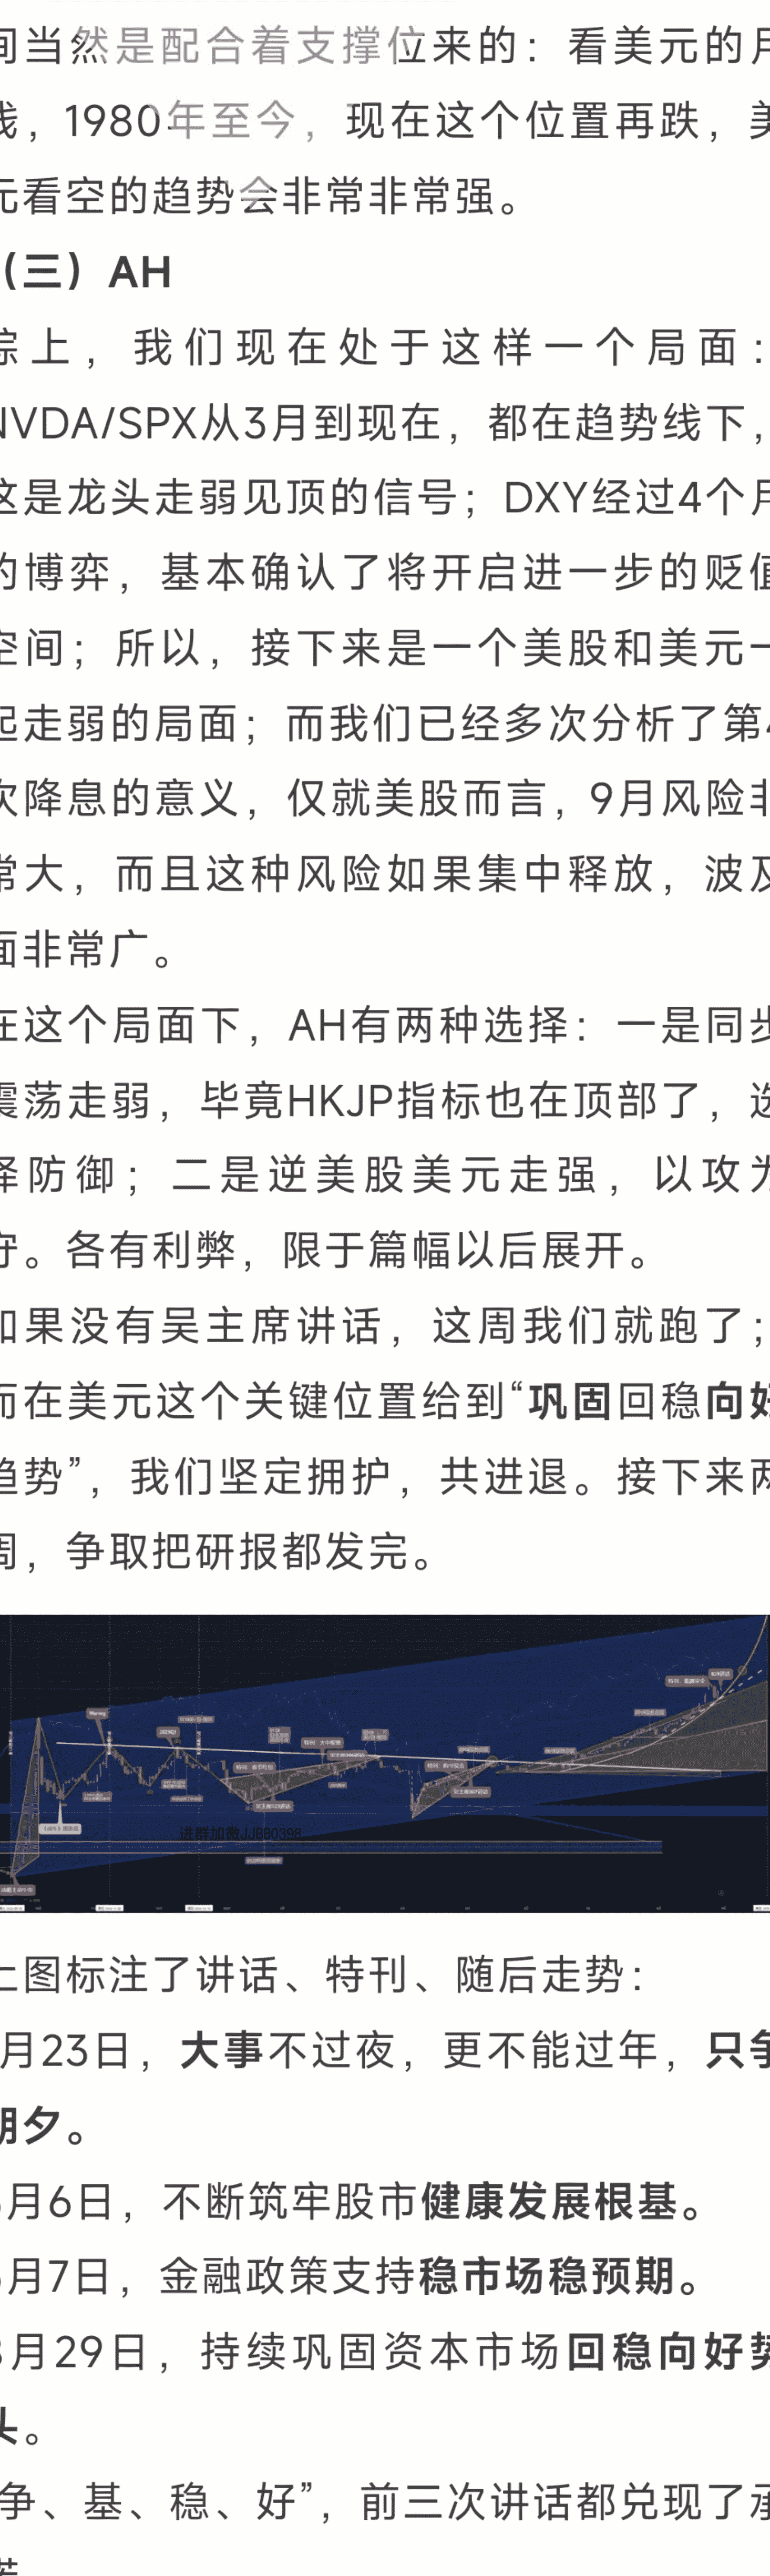 间当然是配合着支撑位来的：看美元的月
线，1980年至今，现在这个位置再跌，美
元看空的趋势会非常非常强。
（三）AH
综上，我们现在处于这样一个局面：
NVDA/SPX从3月到现在，都在趋势线下，
这是龙头走弱见顶的信号；DXY经过4个月
的博弈，基本确认了将开启进一步的贬值
空间；所以，接下来是一个美股和美元一
起走弱的局面；而我们已经多次分析了第4
次降息的意义，仅就美股而言，9月风险非
常大，而且这种风险如果集中释放，波及
面非常广。
在这个局面下，AH有两种选择：一是同步
震荡走弱，毕竟HKJP指标也在顶部了，选
择防御；二是逆美股美元走强，以攻为
守。各有利弊，限于篇幅以后展开。
如果没有吴主席讲话，这周我们就跑了；
而在美元这个关键位置给到“巩固回稳向好
趋势”，我们坚定拥护，共进退。接下来两
周，争取把研报都发完。
进群加微JJB60398
上图标注了讲话、特刊、随后走势：
月23日，大事不过夜，更不能过年，只争
朝夕。
月6日，不断筑牢股市健康发展根基。
月7日，金融政策支持稳市场稳预期。
8月29日，持续巩固资本市场回稳向好势
头。
争、基、稳、好”，前三次讲话都兑现了承
诺